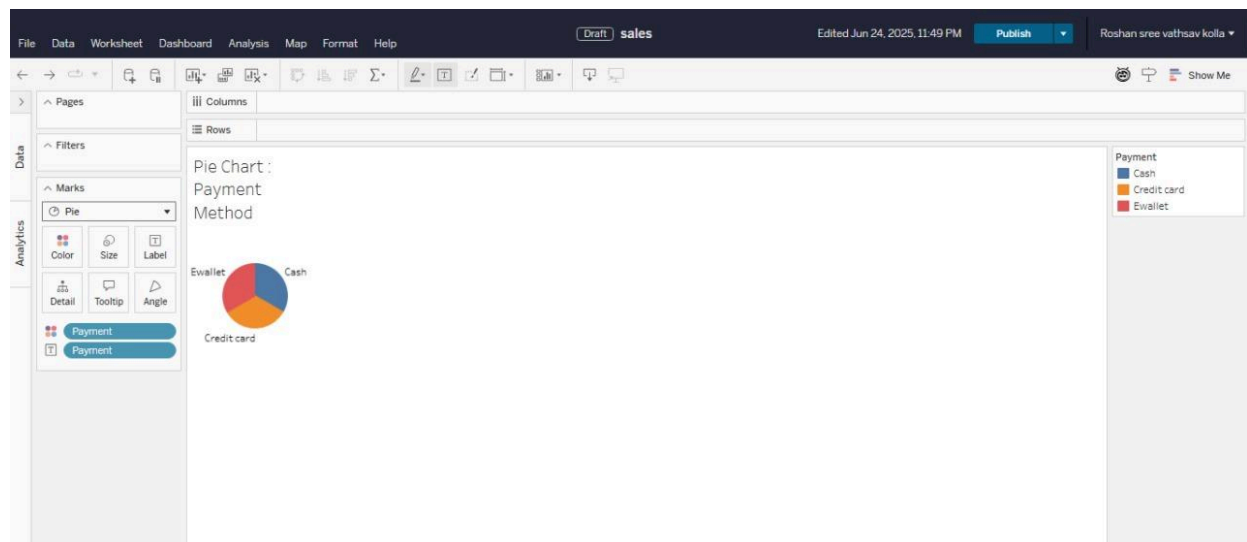 Draft sales Edited Jun 24, 2025, 11:49 PM Publish Roshan sree vathsav kolla
File Data Worksheet Dashboard Analysis Map Format Help
Show Me
Pages
iii Columns
Rows
Filters
Data
Analytics
Marks
Pie
Color Size Label
Detail Tooltip Angle
Payment
Payment
Pie Chart :
Payment
Method
Ewallet Cash
Credit card
Payment
Cash
Credit card
Ewallet